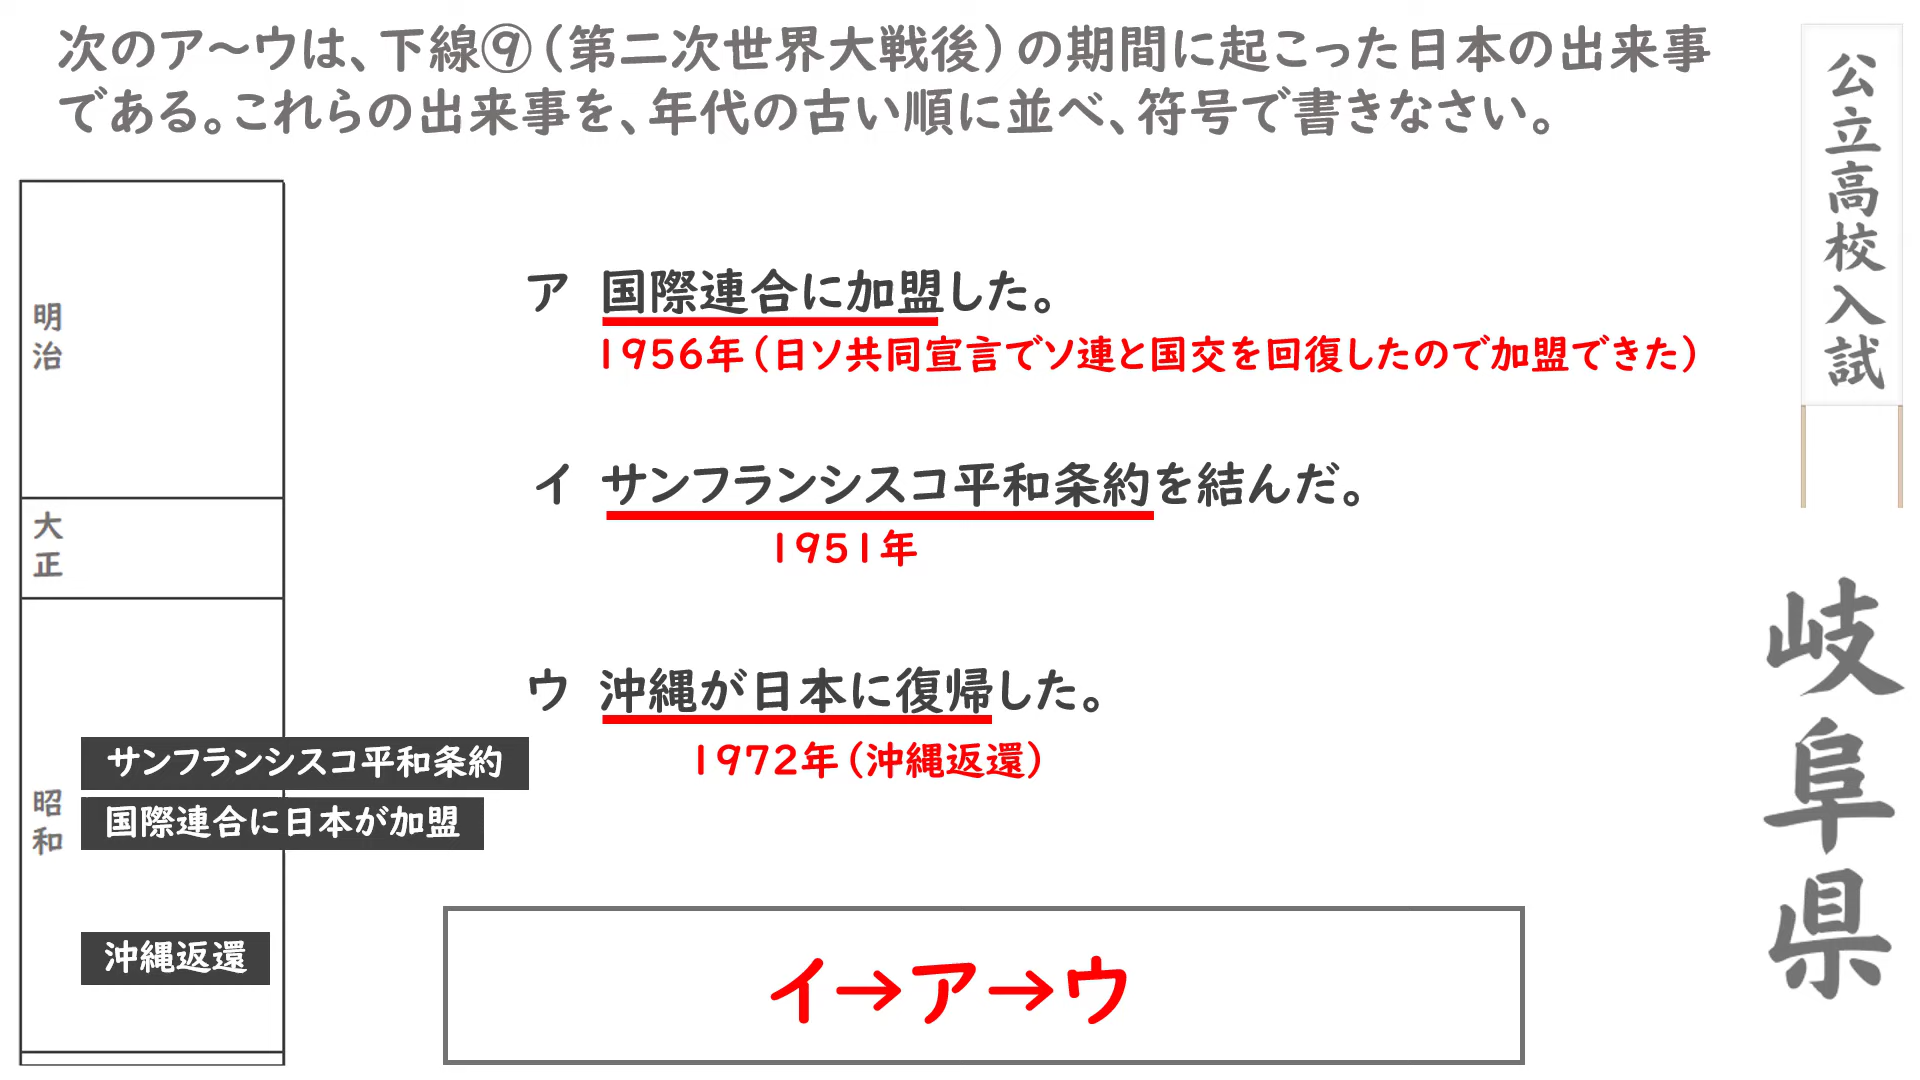 次のア～ウは、下線⑨(第二次世界大戦後)の期間に起こった日本の出来事
である。これらの出来事を、年代の古い順に並べ、符号で書きなさい。
公立高校入試
岐阜県
明治
大正
昭和
サンフランシスコ平和条約
国際連合に日本が加盟
沖縄返還
ア 国際連合に加盟した。
1956年(日ソ共同宣言でソ連と国交を回復したので加盟できた)
イ サンフランシスコ平和条約を結んだ。
1951年
ウ 沖縄が日本に復帰した。
1972年(沖縄返還)
イ→ア→ウ